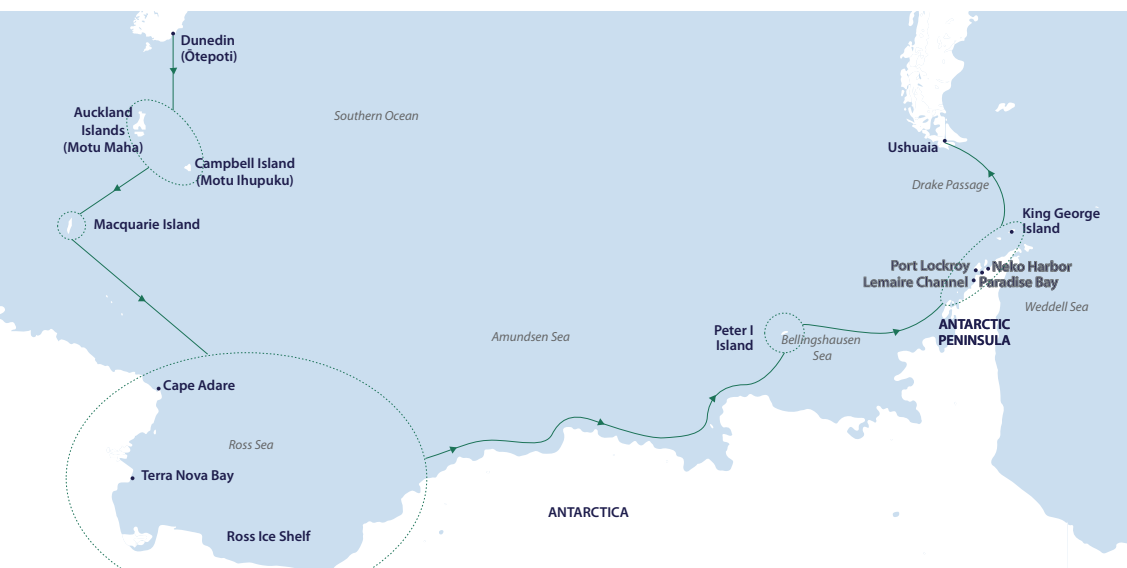 Dunedin
(Ōtepoti)
Auckland
Islands
(Motu Maha)
Southern Ocean
Campbell Island
(Motu Ihupuku)
Macquarie Island
Ushuaia
Drake Passage
King George
Island
Port Lockroy
Neko Harbor
Lemaire Channel
Paradise Bay
Weddell Sea
ANTARCTIC
PENINSULA
Peter I
Island
Bellingshausen
Sea
Amundsen Sea
Cape Adare
Ross Sea
Terra Nova Bay
ANTARCTICA
Ross Ice Shelf